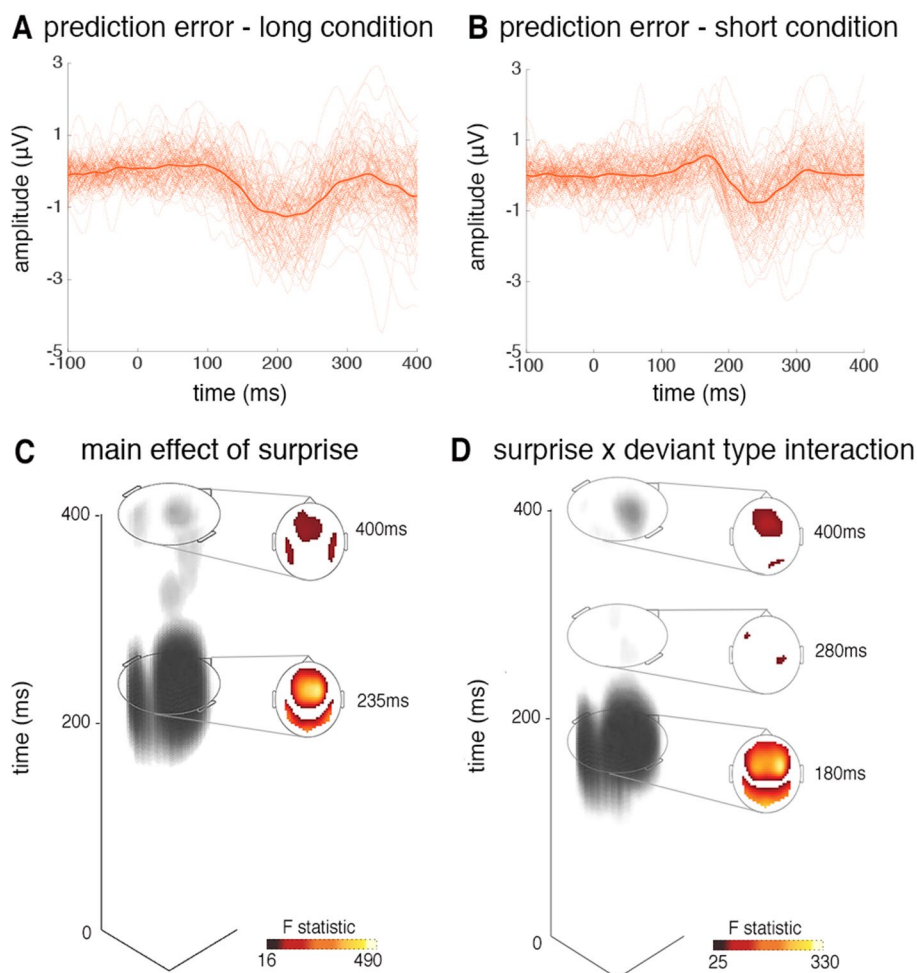 A prediction error - long condition
3
1
-1
-3
-5
amplitude (µV)
-100 0 100 200 300 400
time (ms)
B prediction error - short condition
3
1
-1
-3
-5
amplitude (µV)
-100 0 100 200 300 400
time (ms)
C main effect of surprise
400
200
0
time (ms)
400ms
235ms
F statistic
16 490
D surprise x deviant type interaction
400
200
0
time (ms)
400ms
280ms
180ms
F statistic
25 330